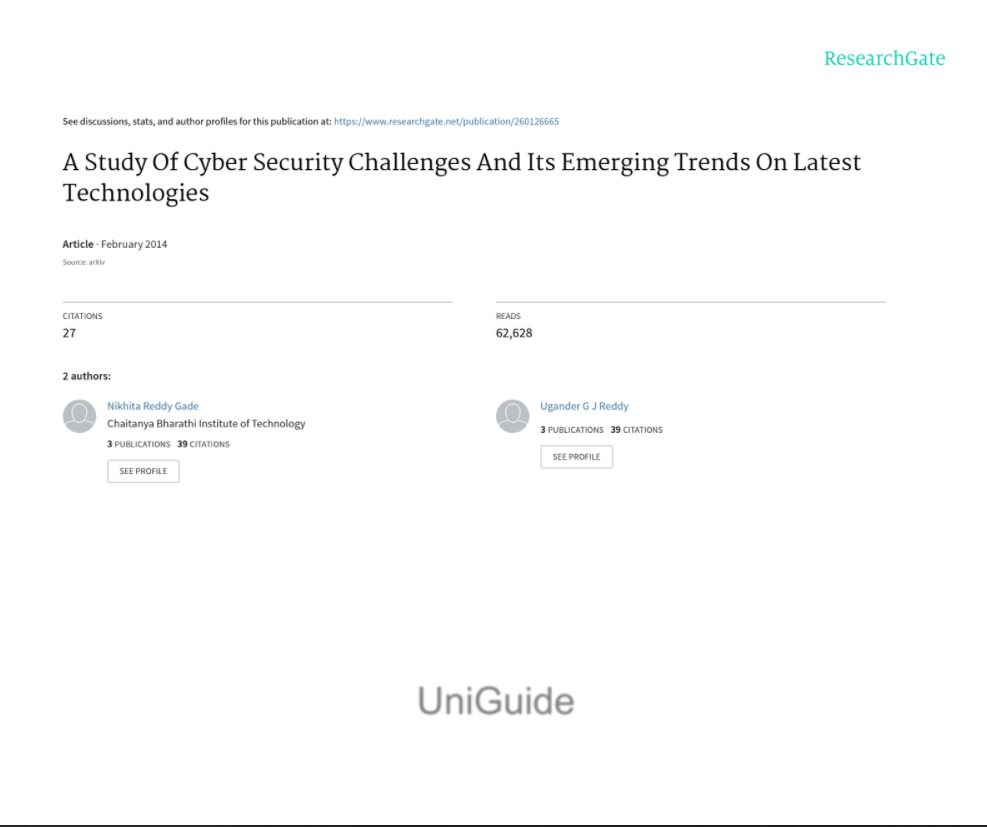 ResearchGate
See discussions, stats, and author profiles for this publication at: https://www.researchgate.net/publication/260126665
A Study Of Cyber Security Challenges And Its Emerging Trends On Latest
Technologies
Article · February 2014
Source: arXiv
CITATIONS
27
READS
62,628
2 authors:
Nikhita Reddy Gade
Chaitanya Bharathi Institute of Technology
3 PUBLICATIONS 39 CITATIONS
SEE PROFILE
Ugander G J Reddy
3 PUBLICATIONS 39 CITATIONS
SEE PROFILE
UniGuide